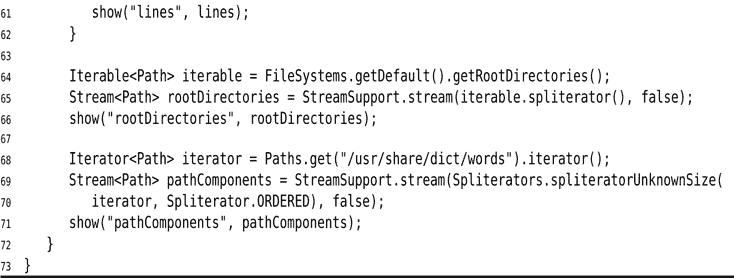 61 show("lines", lines);
62 }
63
64 Iterable<Path> iterable = FileSystems.getDefault().getRootDirectories();
65 Stream<Path> rootDirectories = StreamSupport.stream(iterable.spliterator(), false);
66 show("rootDirectories", rootDirectories);
67
68 Iterator<Path> iterator = Paths.get("/usr/share/dict/words").iterator();
69 Stream<Path> pathComponents = StreamSupport.stream(Spliterators.spliteratorUnknownSize(
70 iterator, Spliterator.ORDERED), false);
71 show("pathComponents", pathComponents);
72 }
73 }